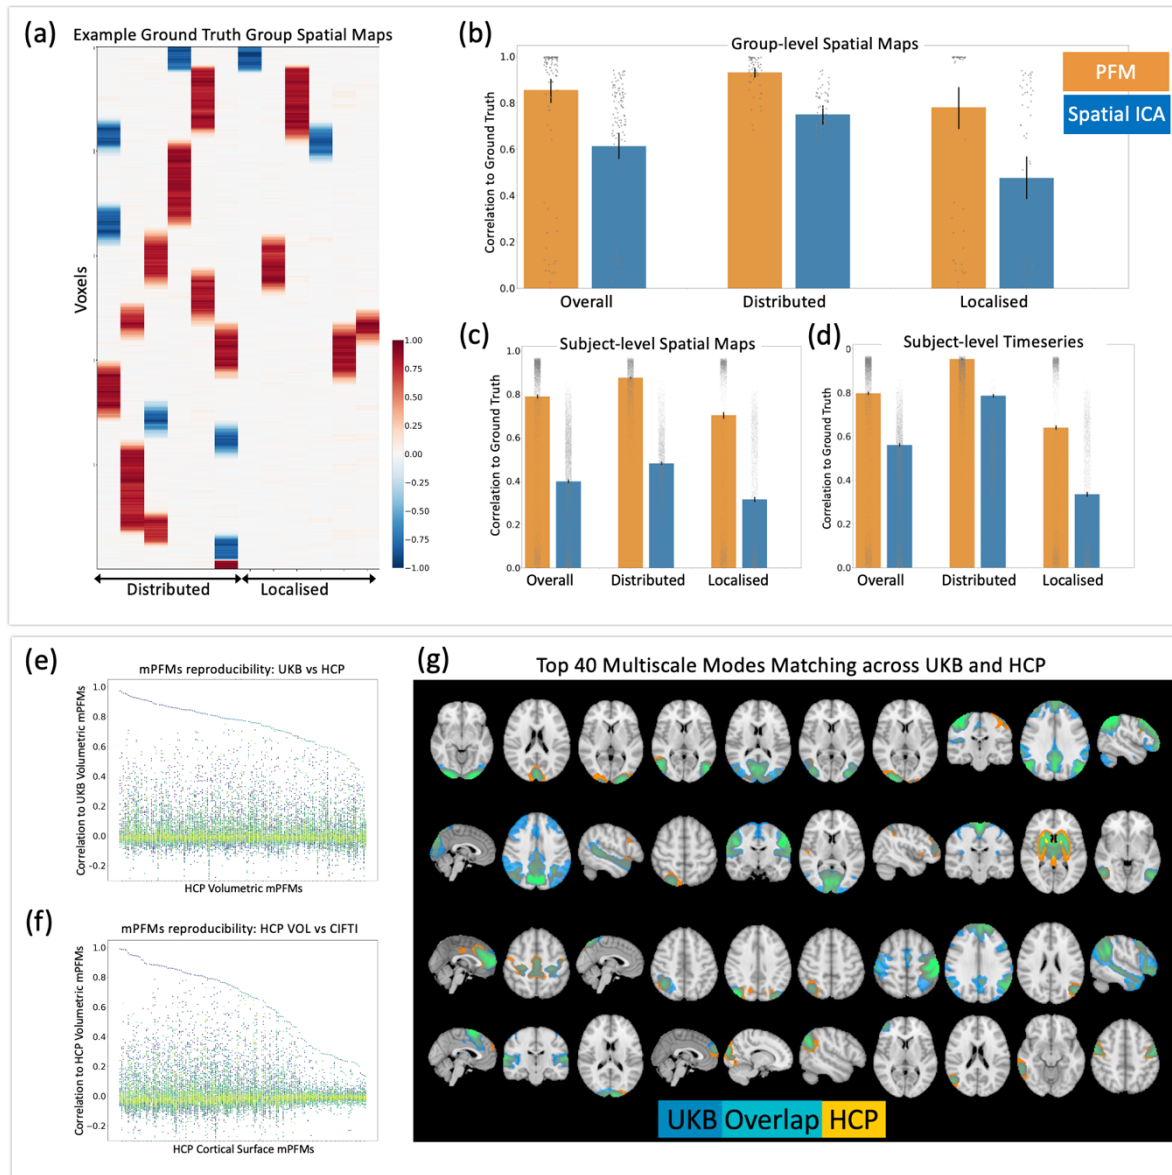 (a)
Example Ground Truth Group Spatial Maps
Voxels
1.00
0.75
0.50
0.25
0.00
−0.25
−0.50
−0.75
−1.00
Distributed
Localised
(b)
Group-level Spatial Maps
PFM
Spatial ICA
Correlation to Ground Truth
1.0
0.8
0.6
0.4
0.2
0.0
Overall
Distributed
Localised
(c)
Subject-level Spatial Maps
Correlation to Ground Truth
1.0
0.8
0.6
0.4
0.2
0.0
Overall
Distributed
Localised
(d)
Subject-level Timeseries
Correlation to Ground Truth
0
0.8
0.6
0.4
0.2
0.0
Overall
Distributed
Localised
(e)
mPFMs reproducibility: UKB vs HCP
Correlation to UKB Volumetric mPFMs
1.0
0.8
0.6
0.4
0.2
0.0
−0.2
HCP Volumetric mPFMs
(f)
mPFMs reproducibility: HCP VOL vs CIFTI
Correlation to HCP Volumetric mPFMs
1.0
0.8
0.6
0.4
0.2
0.0
−0.2
HCP Cortical Surface mPFMs
(g)
Top 40 Multiscale Modes Matching across UKB and HCP
UKB Overlap HCP